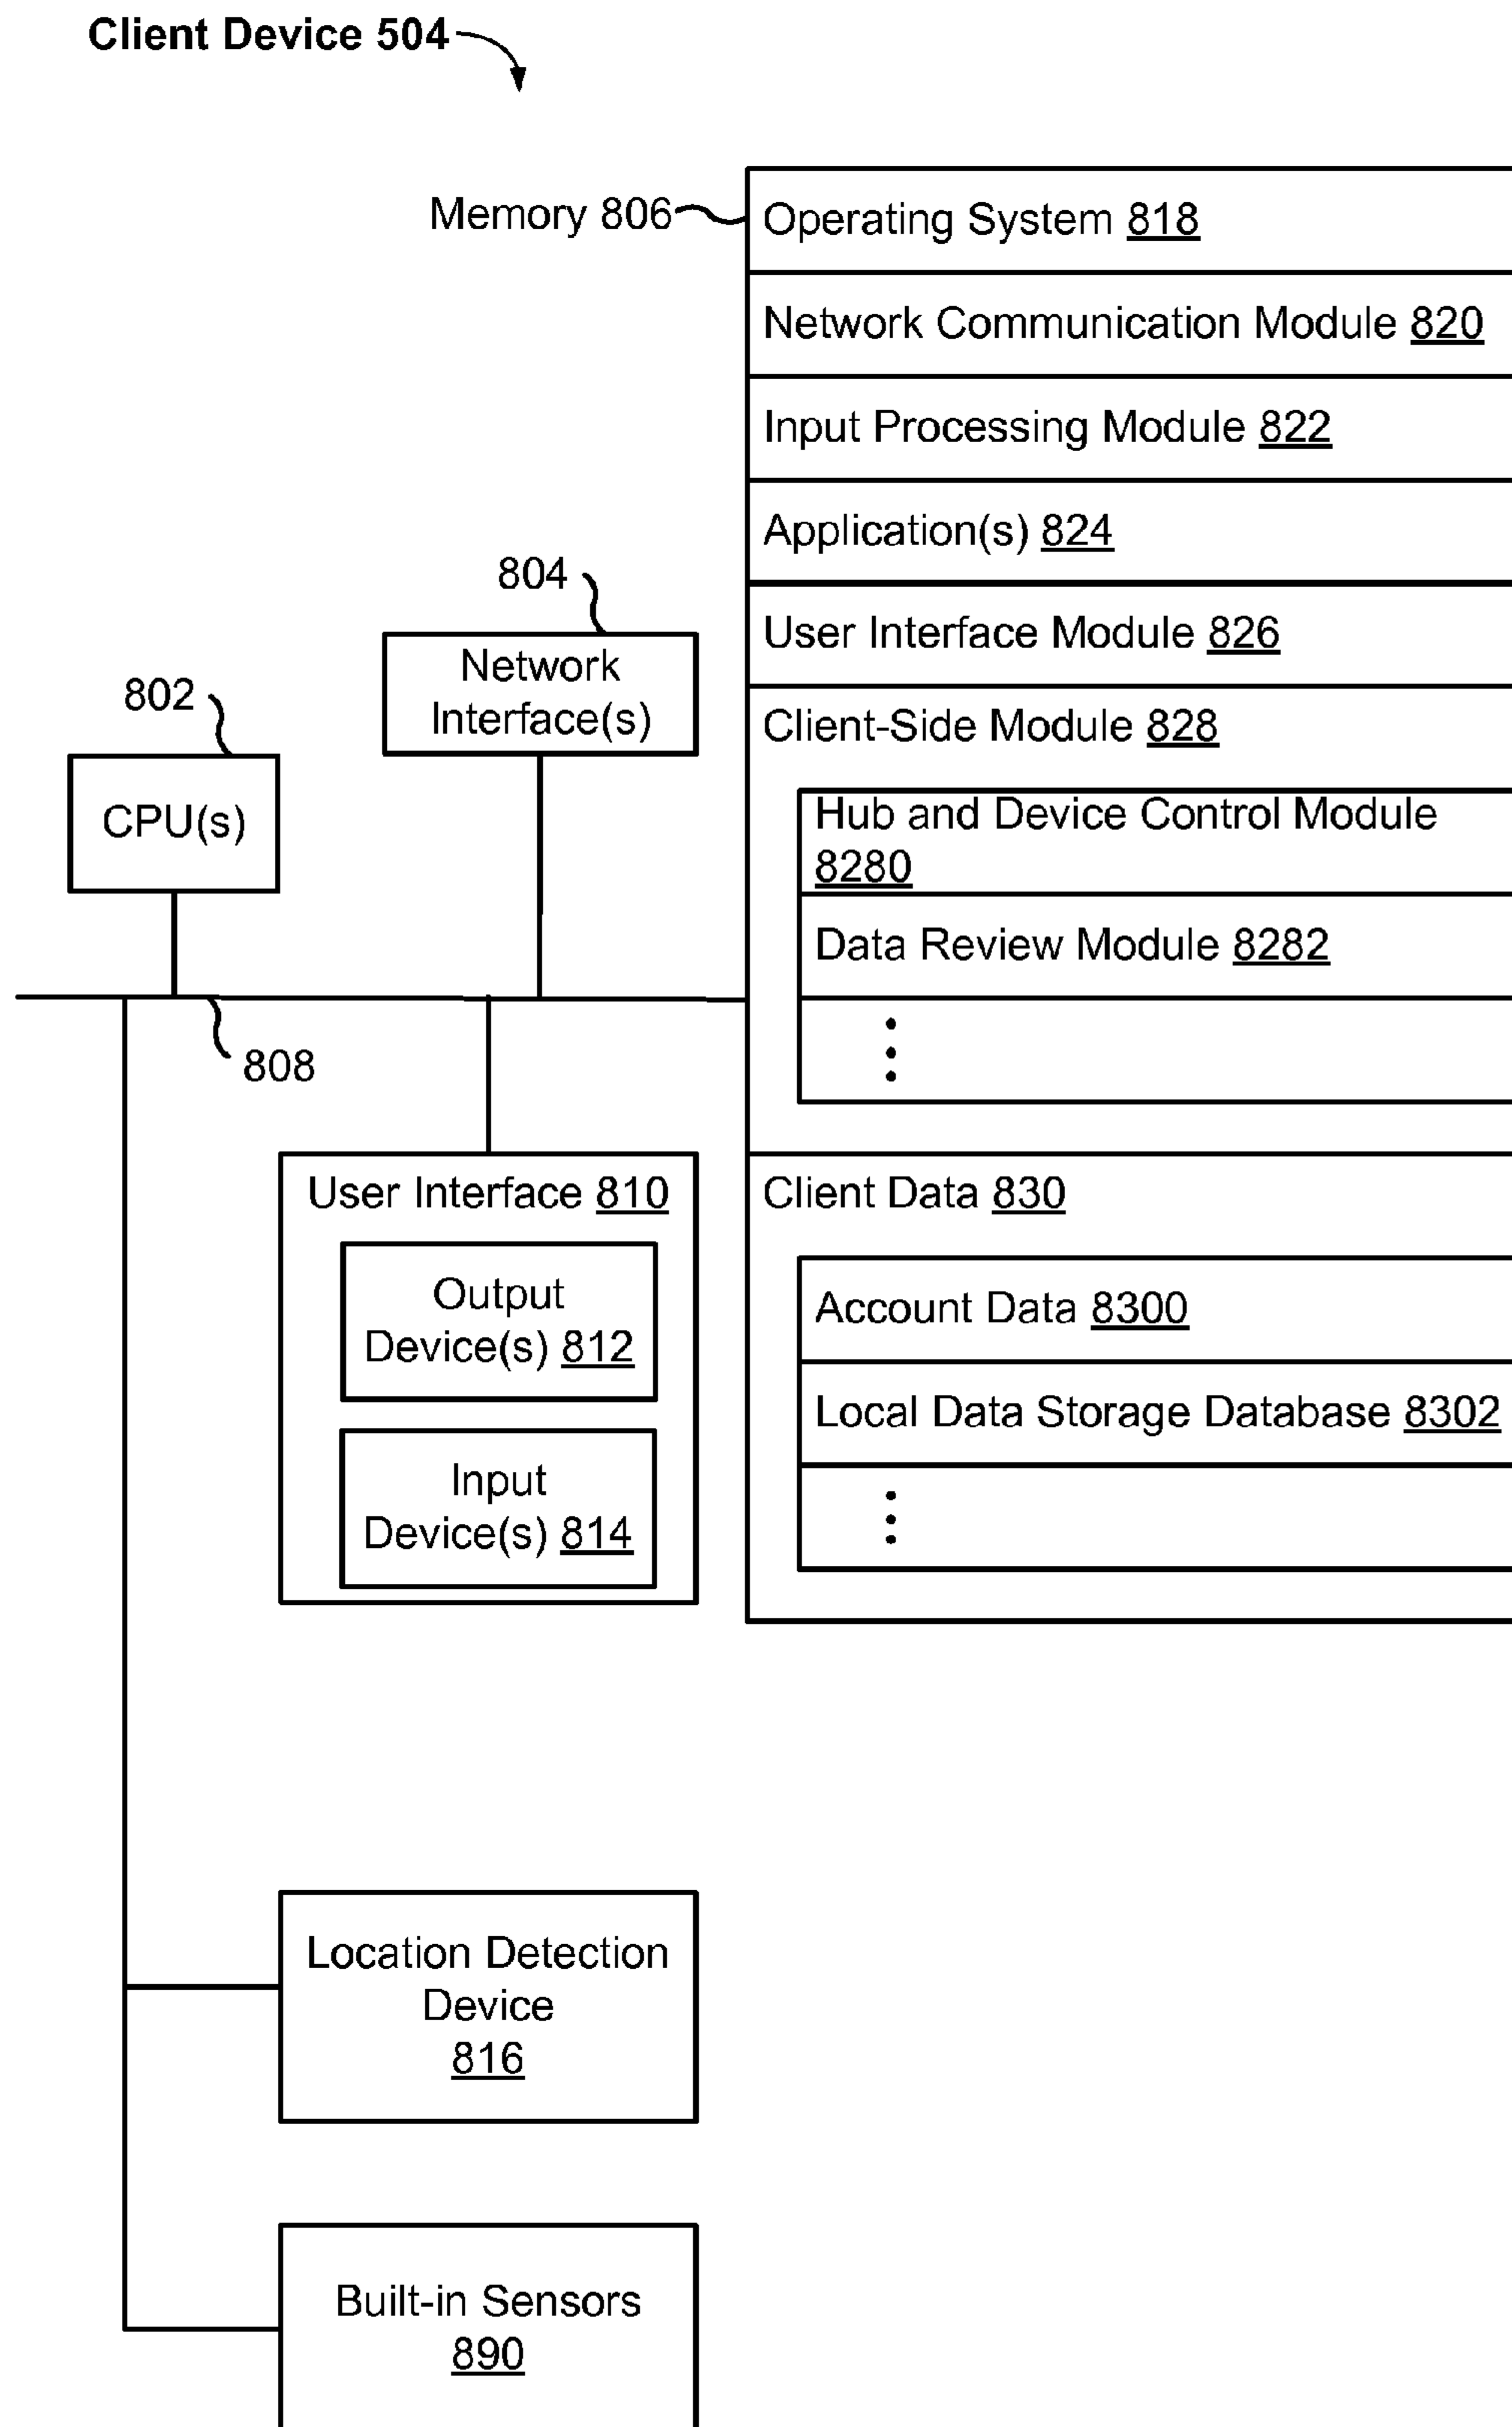 Client Device 504
Memory 806
Operating System 818
Network Communication Module 820
Input Processing Module 822
Application(s) 824
User Interface Module 826
Client-Side Module 828
Hub and Device Control Module
8280
Data Review Module 8282
Client Data 830
Account Data 8300
Local Data Storage Database 8302
804
Network
Interface(s)
802
CPU(s)
808
User Interface 810
Output
Device(s) 812
Input
Device(s) 814
Location Detection
Device
816
Built-in Sensors
890